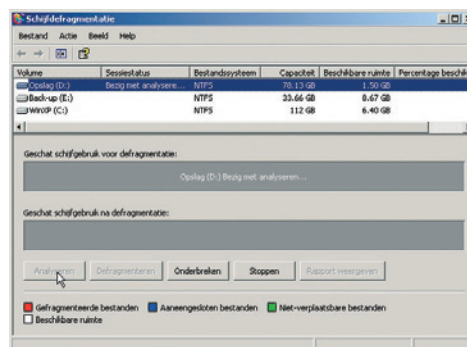 Schijfdefragmentatie
Bestand Actie Beeld Help
Volume Sessiestatus Bestandssysteem Capaciteit Beschikbare ruimte Percentage beschik
Opslag (D:) Bezig met analysere... NTFS 78.13 GB 1.50 GB
Back-up (E:) NTFS 33.66 GB 8.67 GB
WinXP (C:) NTFS 112 GB 6.40 GB
Geschat schijfgebruik voor defragmentatie:
Opslag (D:) Bezig met analyseren...
Geschat schijfgebruik na defragmentatie:
Analyseren Defragmenteren Onderbreken Stoppen Rapport weergeven
Gefragmenteerde bestanden Aaneengesloten bestanden Niet-verplaatsbare bestanden
Beschikbare ruimte